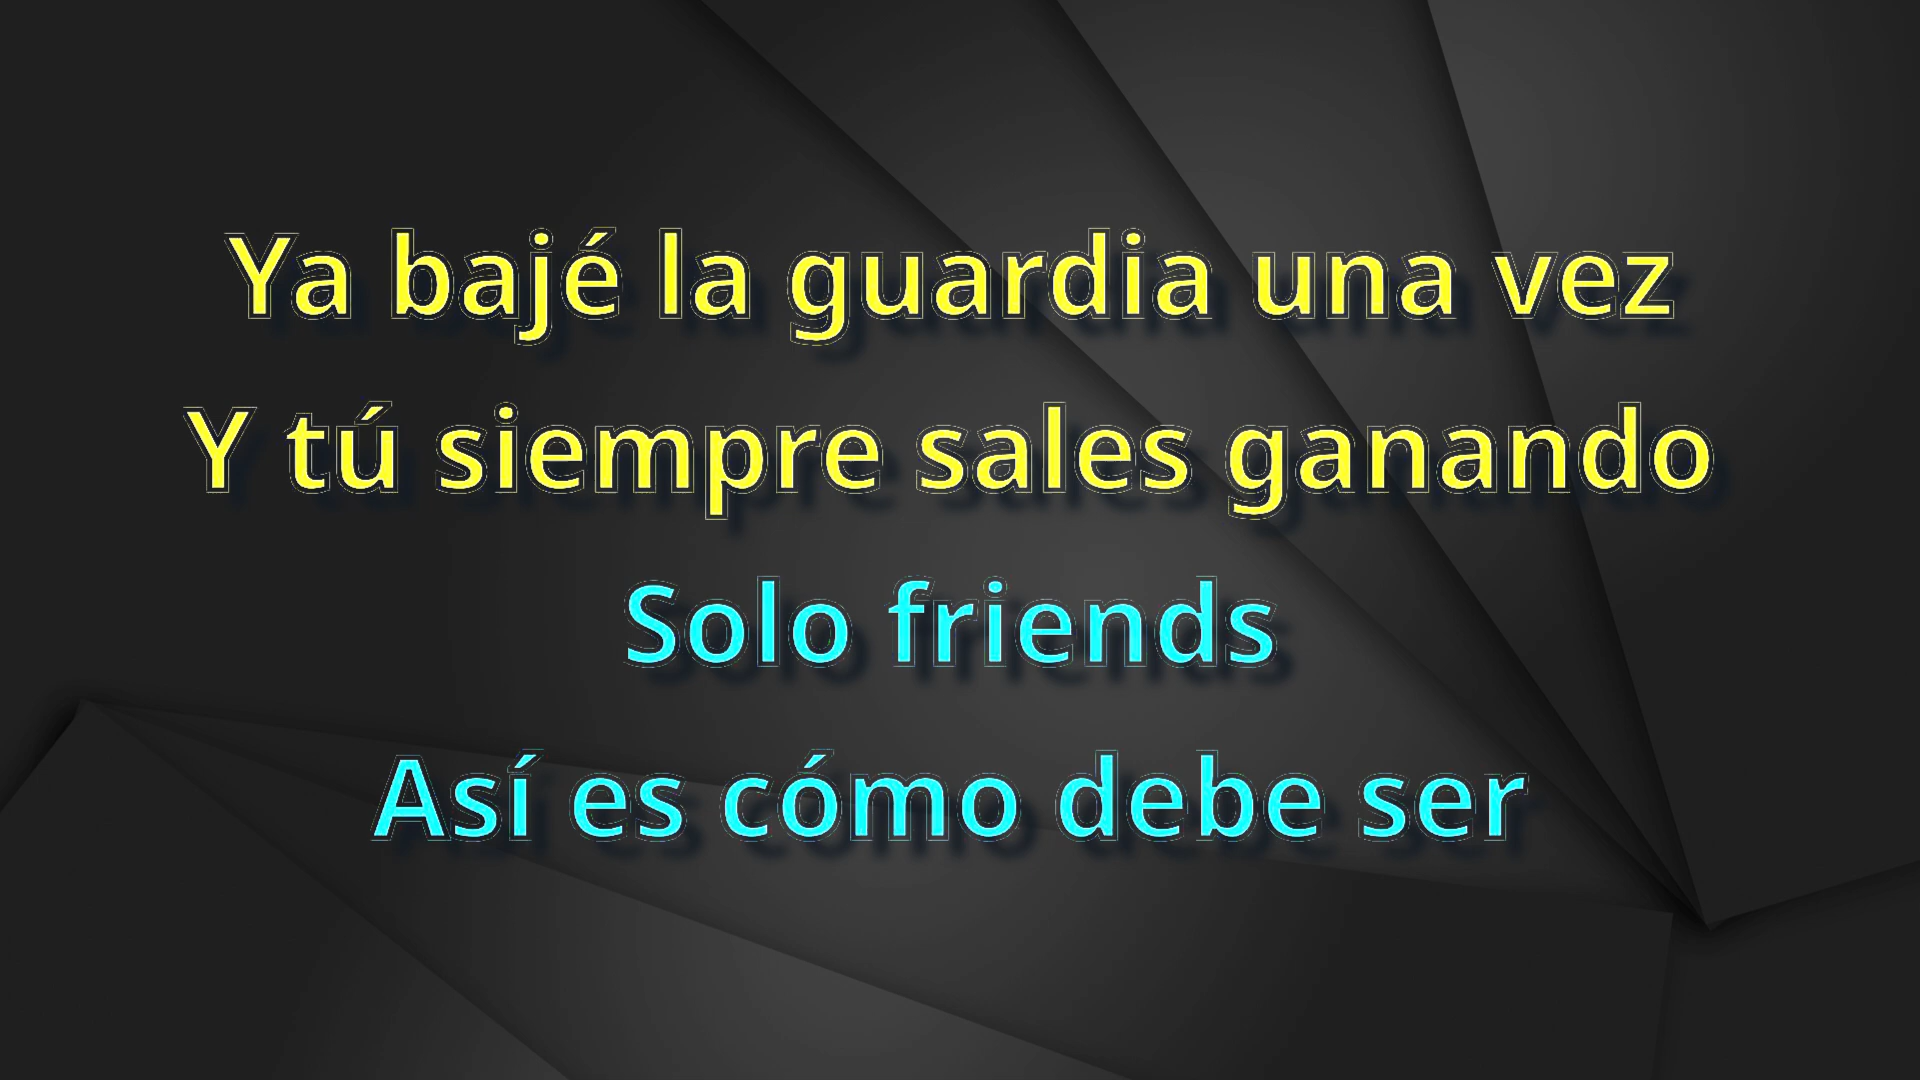 Ya bajé la guardia una vez
Y tú siempre sales ganando
Solo friends
Así es cómo debe ser